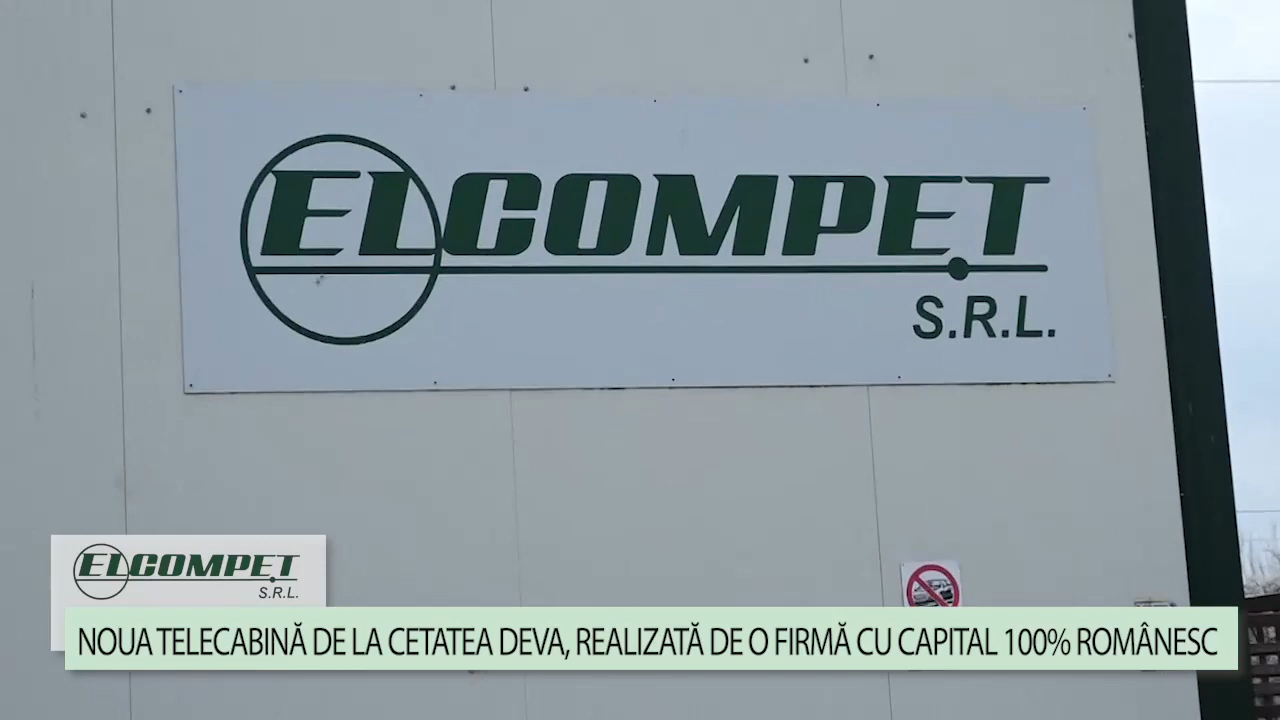 ELCOMPET
S.R.L.
ELCOMPET
S.R.L.
NOUA TELECABINĂ DE LA CETATEA DEVA, REALIZATĂ DE O FIRMĂ CU CAPITAL 100% ROMÂNESC